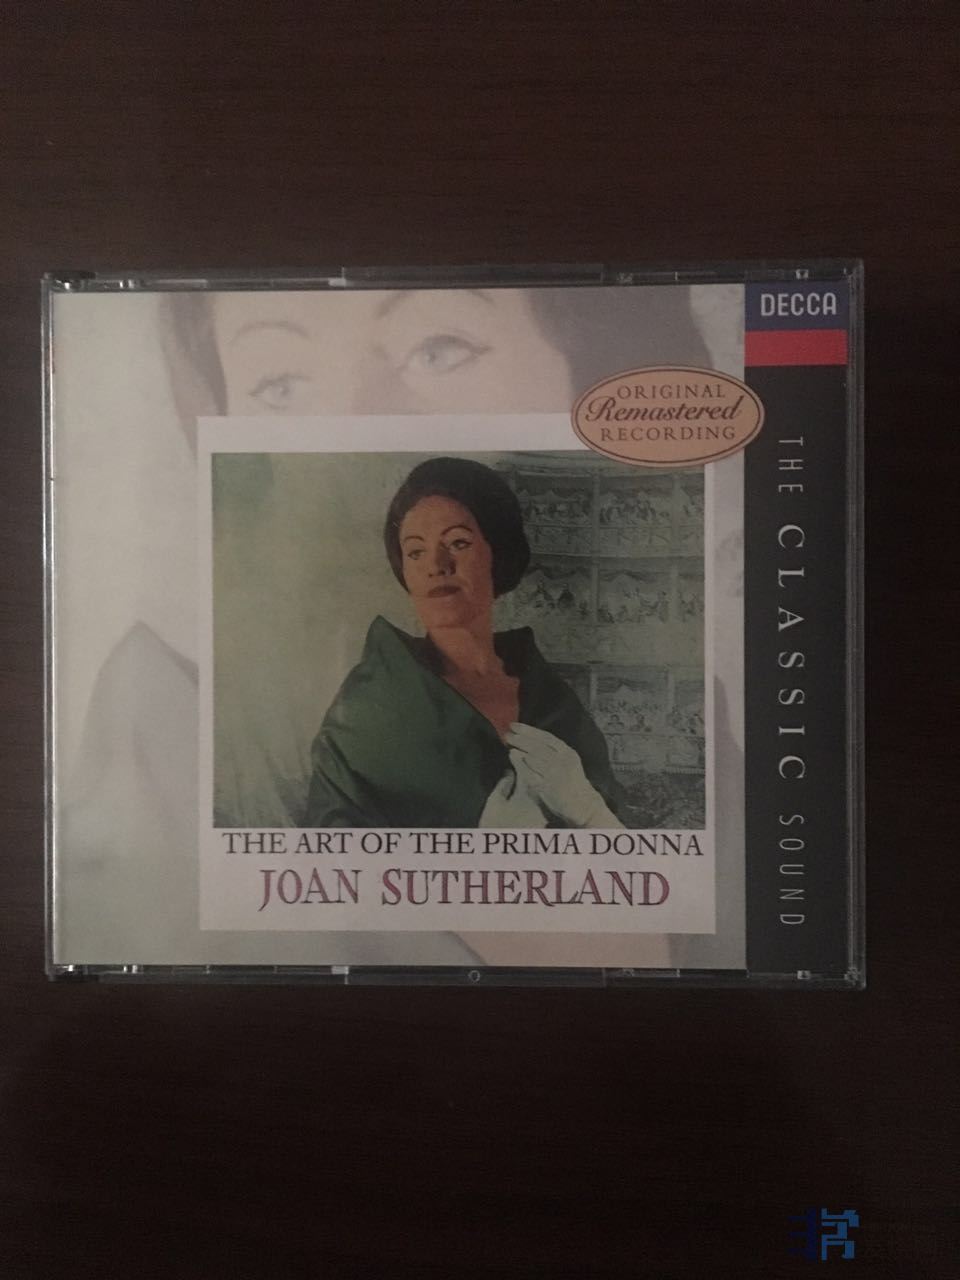 DECCA
ORIGINAL
Remastered
RECORDING
THE CLASSIC SOUND
THE ART OF THE PRIMA DONNA
JOAN SUTHERLAND